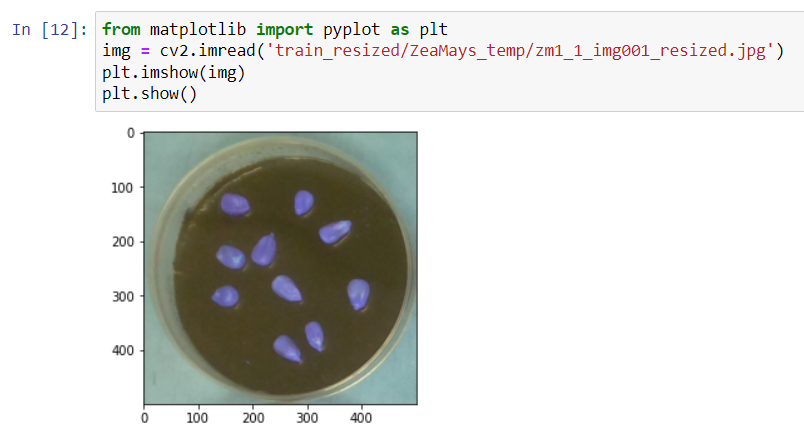 In [12]: from matplotlib import pyplot as plt
img = cv2.imread('train_resized/ZeaMays_temp/zm1_1_img001_resized.jpg')
plt.imshow(img)
plt.show()
0
100
200
300
400
0 100 200 300 400